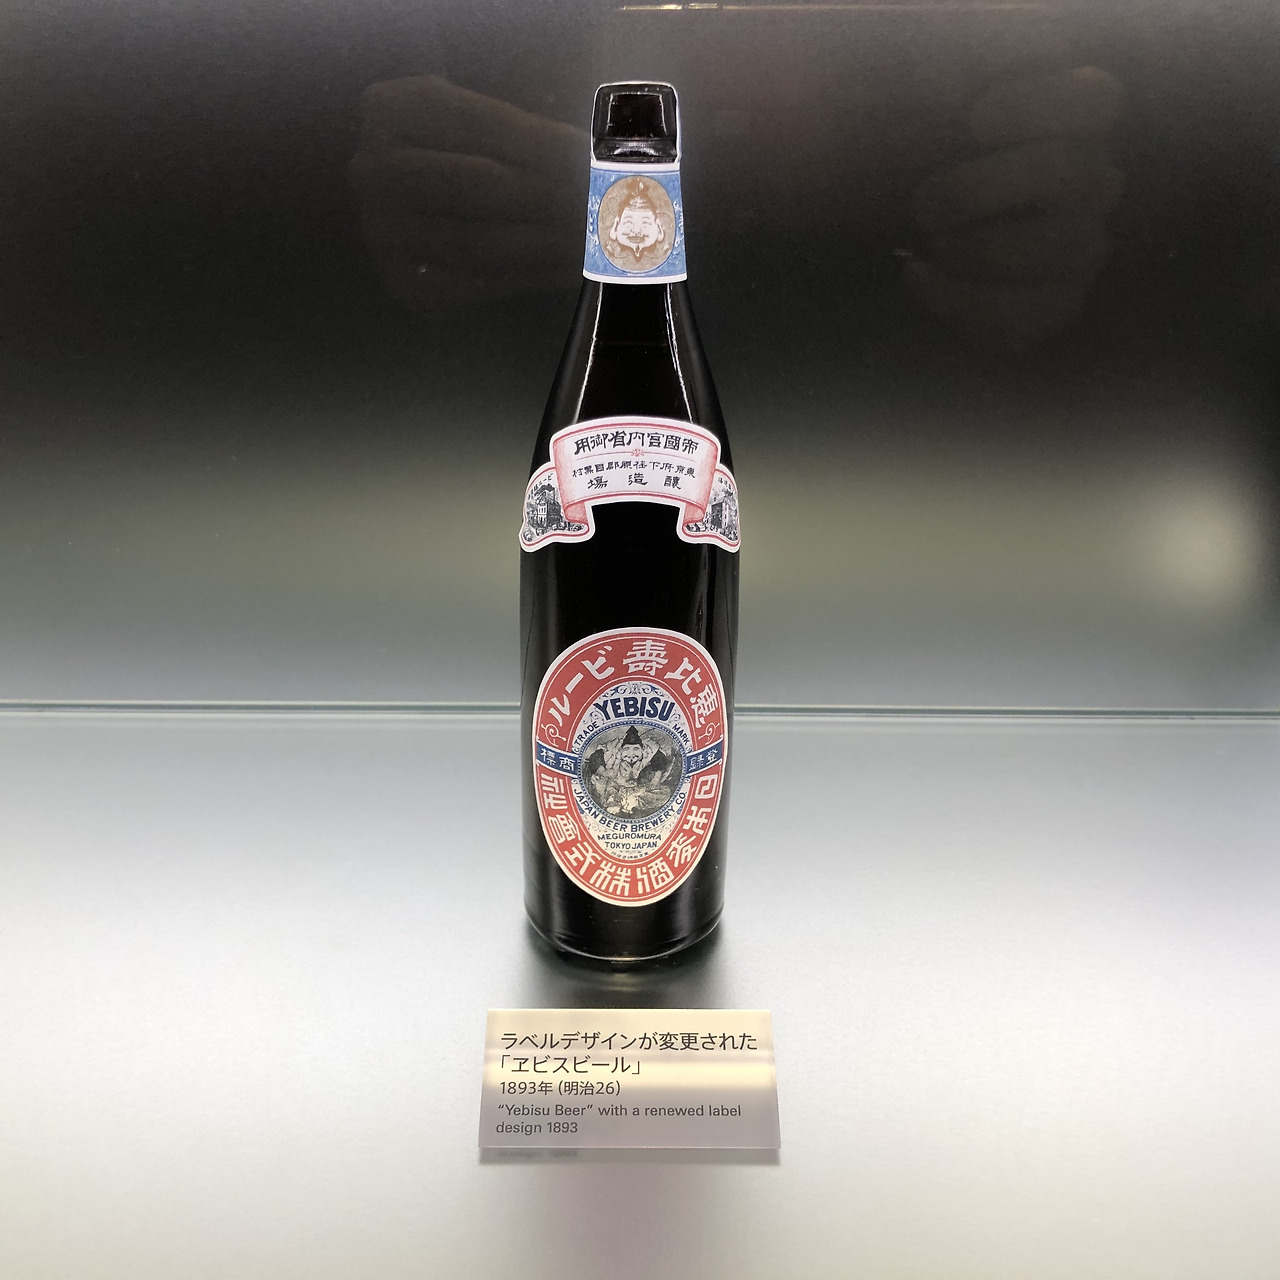 帝國宮内省御用
東京府下荏原郡目黒村
釀造塲
惠比壽ビール
YEBISU
TRADE MARK
登録商標
JAPAN BEER BREWERY CO.
MEGUROMURA
TOKYO JAPAN
日本麦酒株式會社
ラベルデザインが変更された
「ヱビスビール」
1893年 (明治26)
“Yebisu Beer” with a renewed label
design 1893